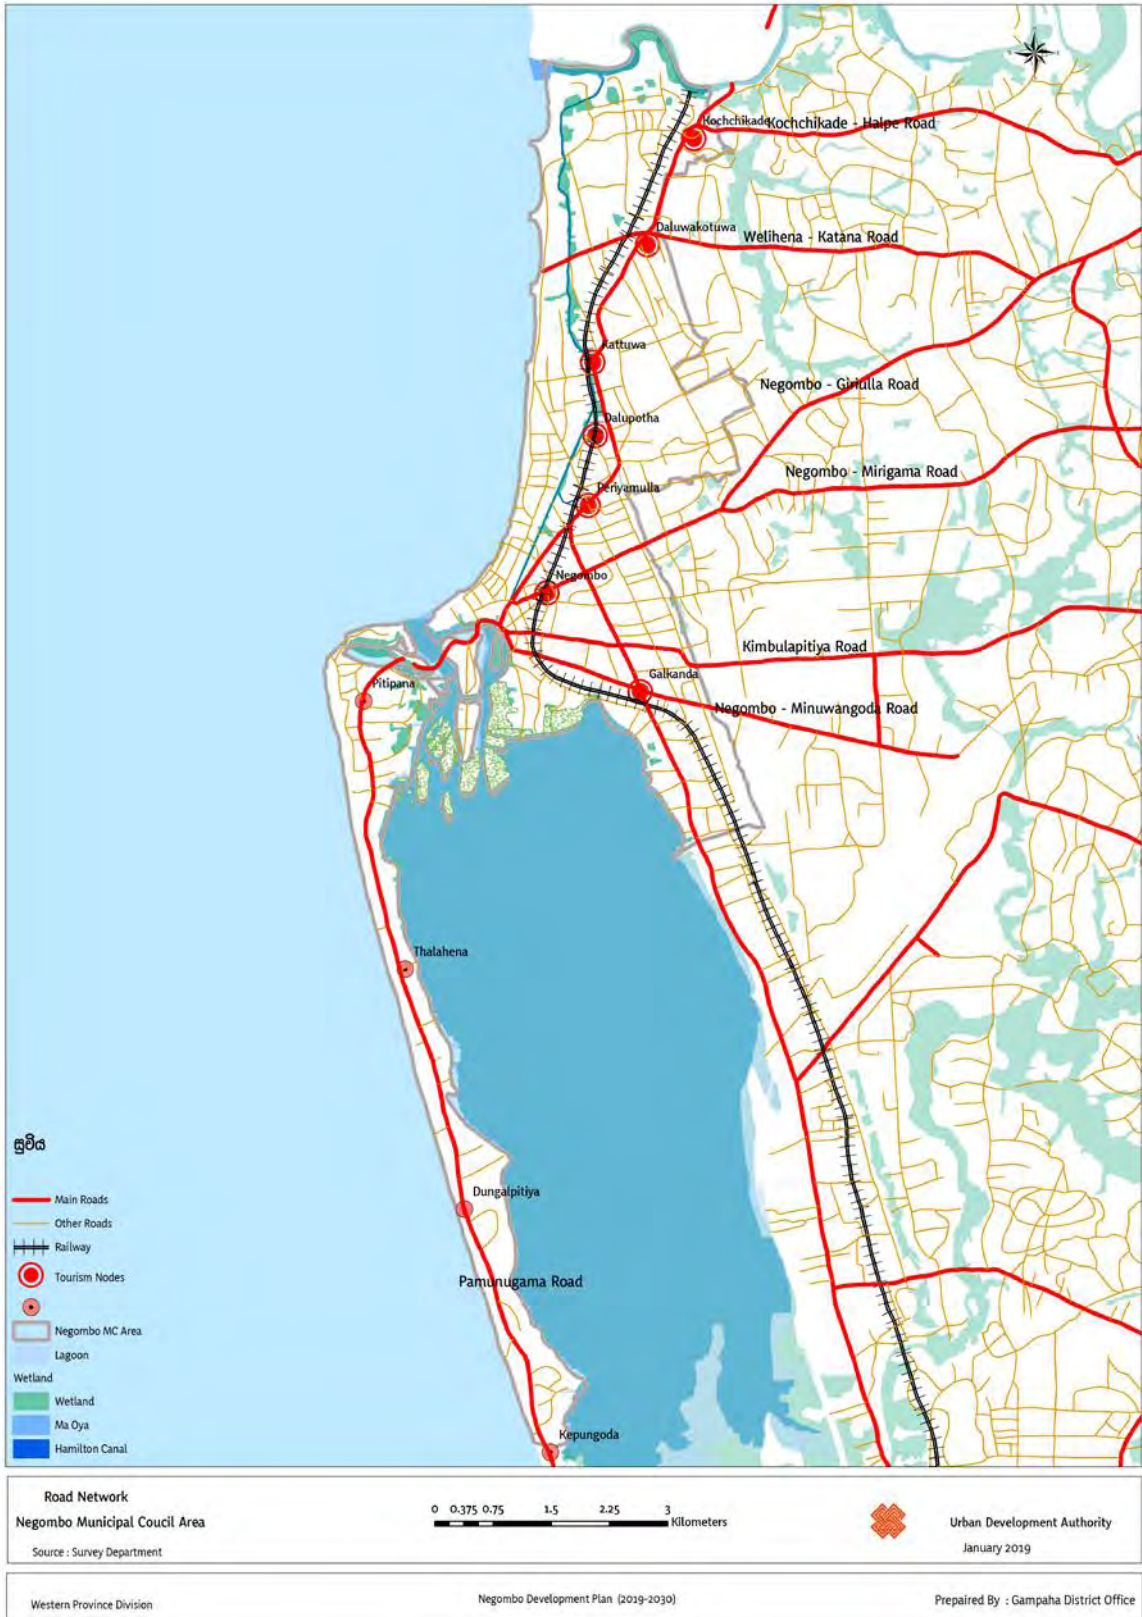 Kochchikade
Kochchikade - Halpe Road
Daluwakotuwa
Welihena - Katana Road
Kattuwa
Negombo - Giriulla Road
Dalupotha
Negombo - Mirigama Road
Periyamulla
Negombo
Kimbulapitiya Road
Galkanda
Pitipana
Negombo - Minuwangoda Road
Thalahena
සූචිය
Main Roads
Dungalpitiya
Other Roads
Railway
Tourism Nodes
Pamunugama Road
Negombo MC Area
Lagoon
Wetland
Wetland
Ma Oya
Kepungoda
Hamilton Canal
Road Network
Negombo Municipal Coucil Area
Source : Survey Department
0 0.375 0.75 1.5 2.25 3
Kilometers
Urban Development Authority
January 2019
Western Province Division
Negombo Development Plan (2019-2030)
Prepaired By : Gampaha District Office